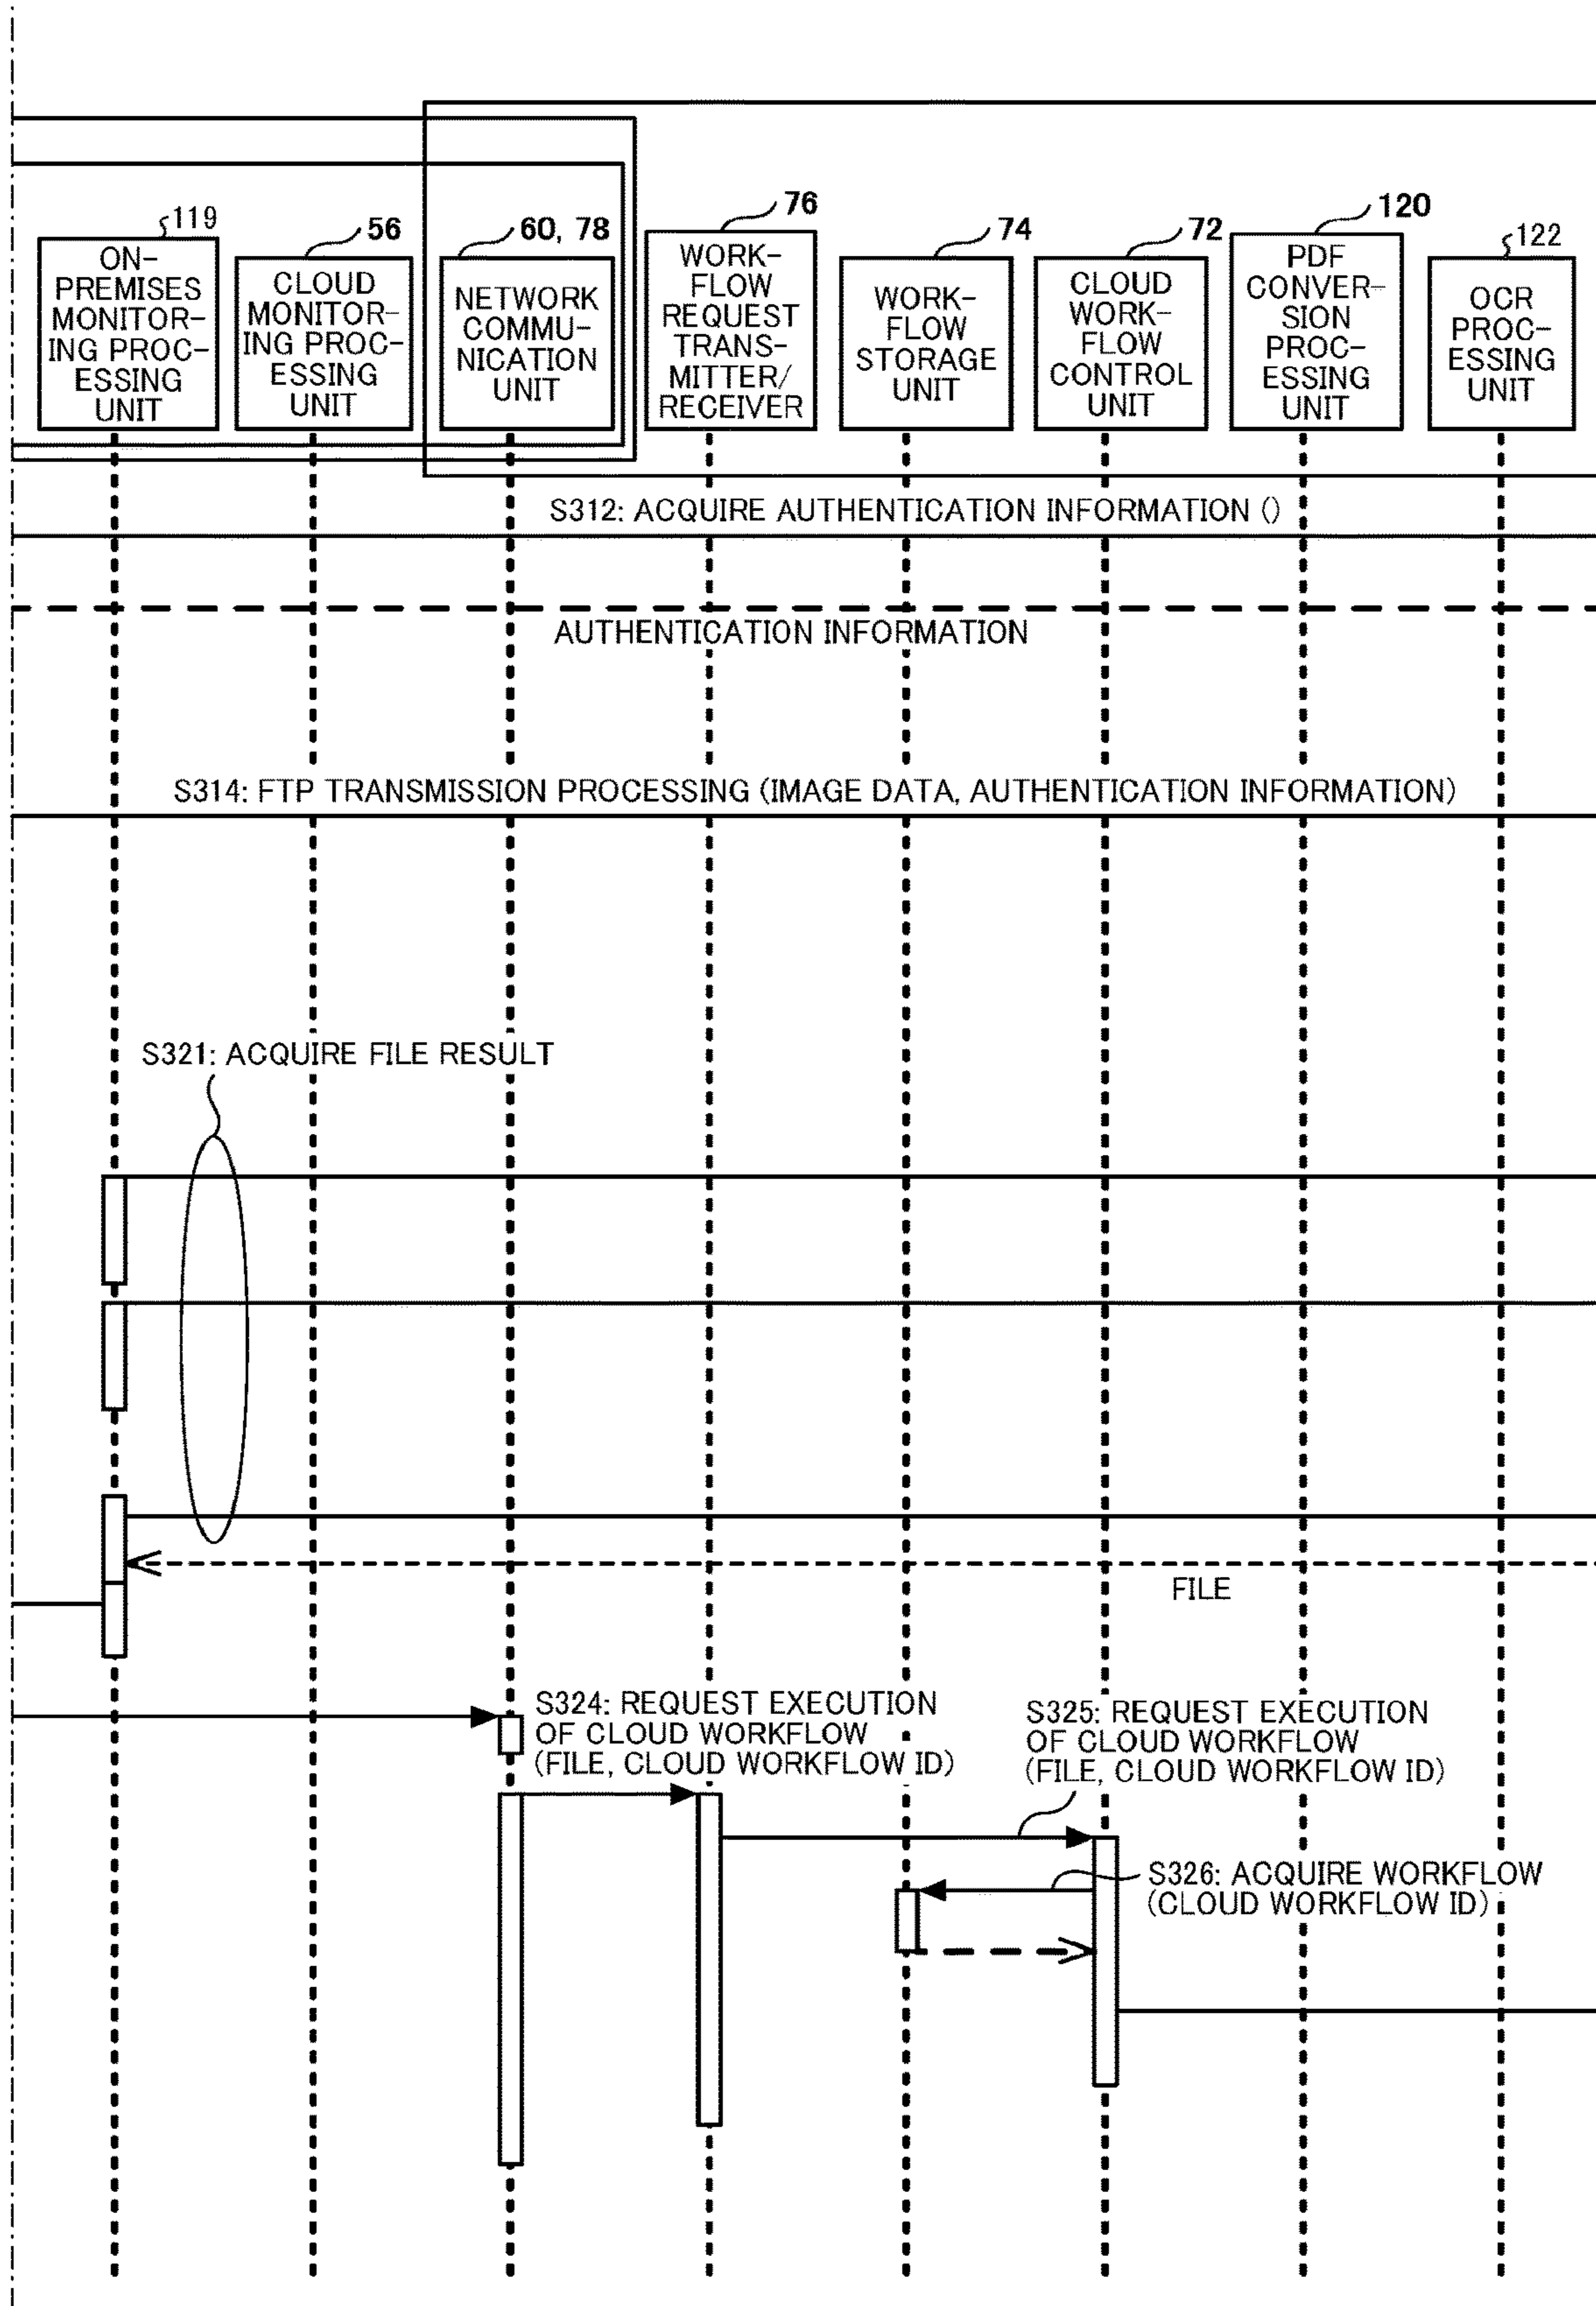 119
ON-
PREMISES
MONITOR-
ING PROC-
ESSING
UNIT
56
CLOUD
MONITOR-
ING PROC-
ESSING
UNIT
60, 78
NETWORK
COMMU-
NICATION
UNIT
76
WORK-
FLOW
REQUEST
TRANS-
MITTER/
RECEIVER
74
WORK-
FLOW
STORAGE
UNIT
72
CLOUD
WORK-
FLOW
CONTROL
UNIT
120
PDF
CONVER-
SION
PROC-
ESSING
UNIT
122
OCR
PROC-
ESSING
UNIT
S312: ACQUIRE AUTHENTICATION INFORMATION ()
AUTHENTICATION INFORMATION
S314: FTP TRANSMISSION PROCESSING (IMAGE DATA, AUTHENTICATION INFORMATION)
S321: ACQUIRE FILE RESULT
FILE
S324: REQUEST EXECUTION
OF CLOUD WORKFLOW
(FILE, CLOUD WORKFLOW ID)
S325: REQUEST EXECUTION
OF CLOUD WORKFLOW
(FILE, CLOUD WORKFLOW ID)
S326: ACQUIRE WORKFLOW
(CLOUD WORKFLOW ID)